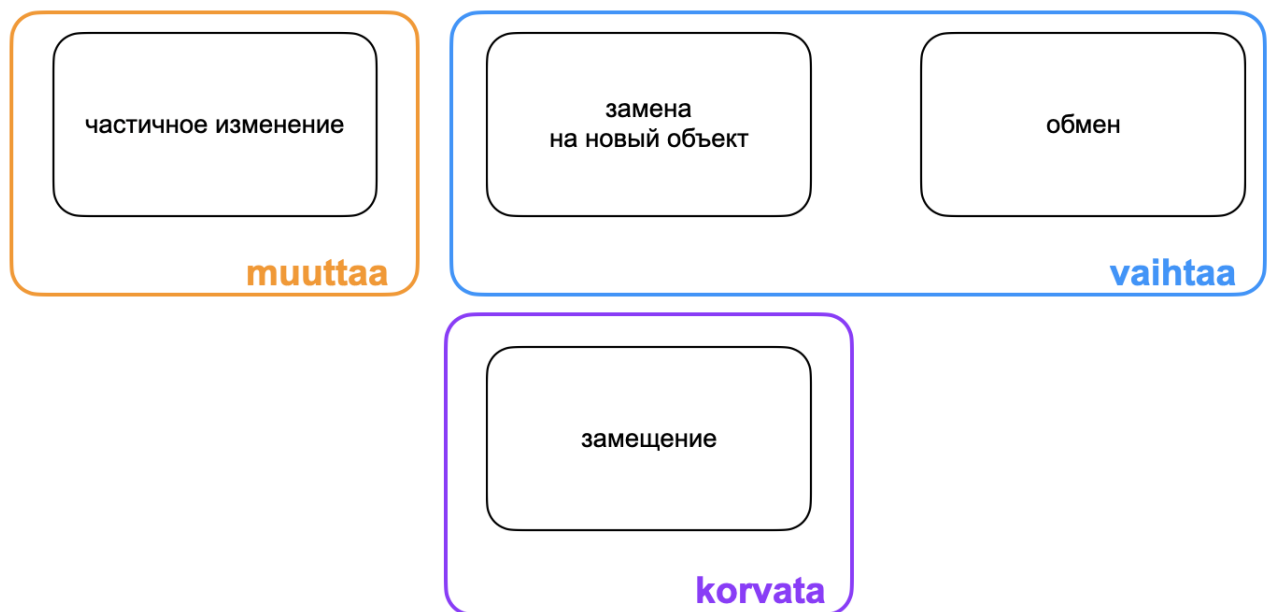 частичное изменение
замена
на новый объект
обмен
muuttaa
vaihtaa
замещение
korvata